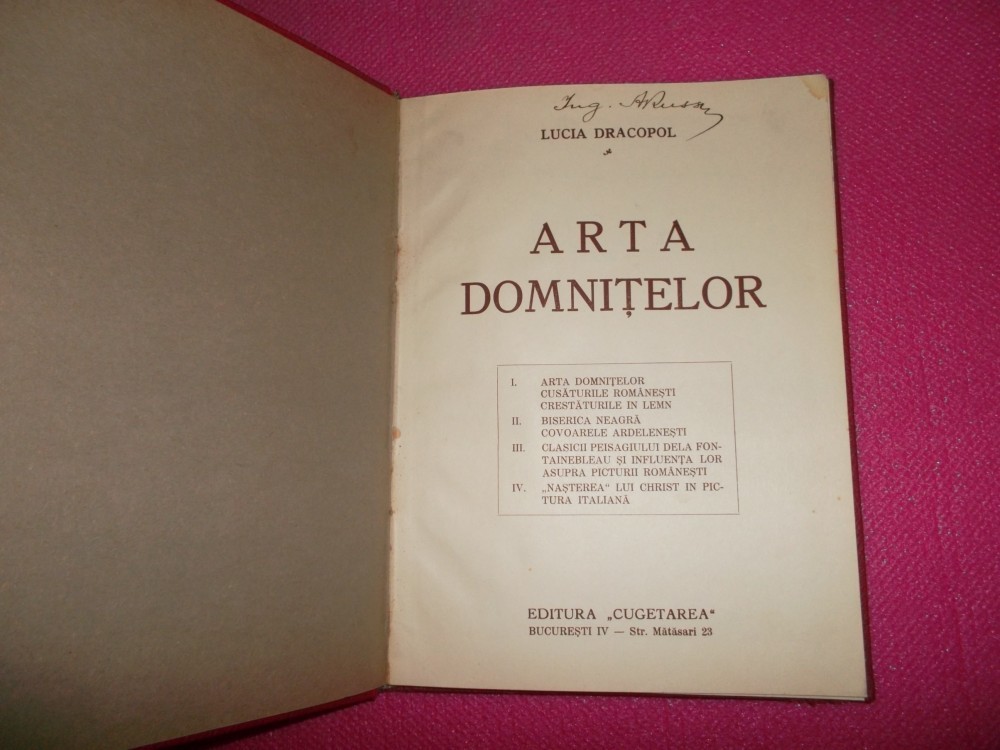 Ing.
LUCIA DRACOPOL
ARTA
DOMNIȚELOR
I. ARTA DOMNIȚELOR
CUSĂTURILE ROMÂNEȘTI
CRESTĂTURILE IN LEMN
II. BISERICA NEAGRĂ
COVOARELE ARDELENEȘTI
III. CLASICII PEISAGIULUI DELA FON-
TAINEBLEAU ȘI INFLUENȚA LOR
ASUPRA PICTURII ROMÂNEȘTI
IV. „NAȘTEREA“ LUI CHRIST IN PIC-
TURA ITALIANĂ
EDITURA „CUGETAREA“
BUCUREȘTI IV — Str. Mătăsari 23